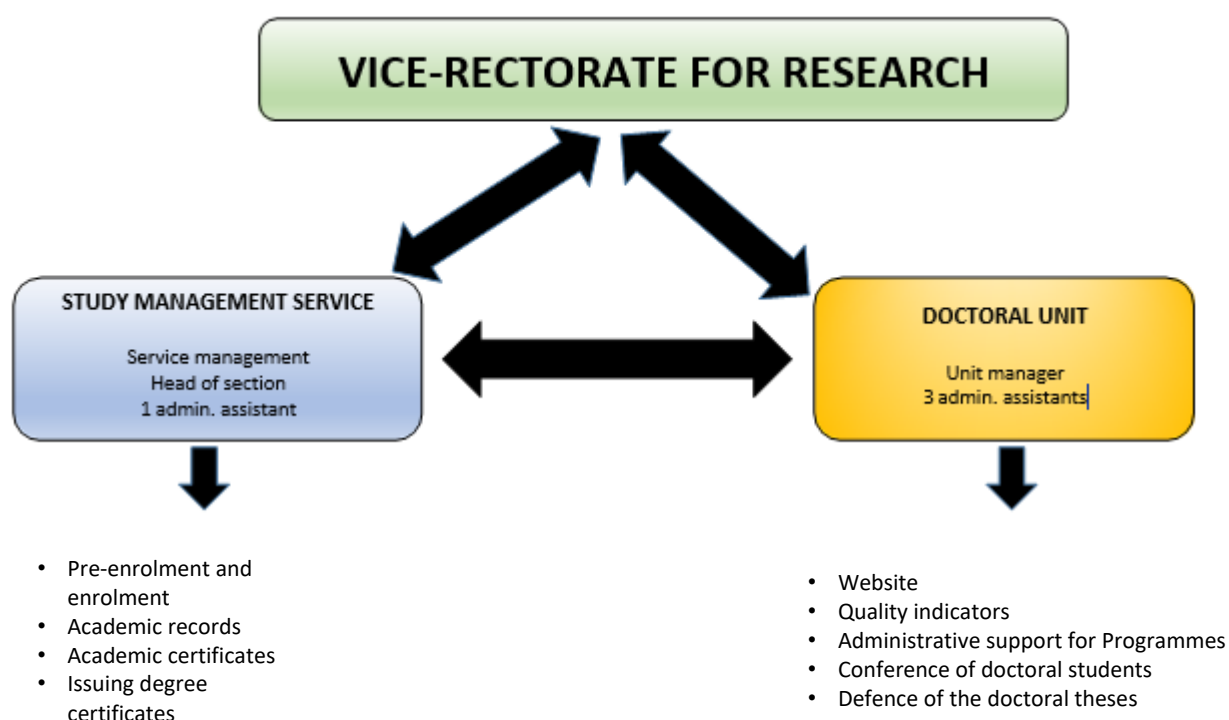 VICE-RECTORATE FOR RESEARCH
STUDY MANAGEMENT SERVICE
Service management
Head of section
1 admin. assistant
DOCTORAL UNIT
Unit manager
3 admin. assistants
• Pre-enrolment and
enrolment
• Academic records
• Academic certificates
• Issuing degree
certificates
• Website
• Quality indicators
• Administrative support for Programmes
• Conference of doctoral students
• Defence of the doctoral theses